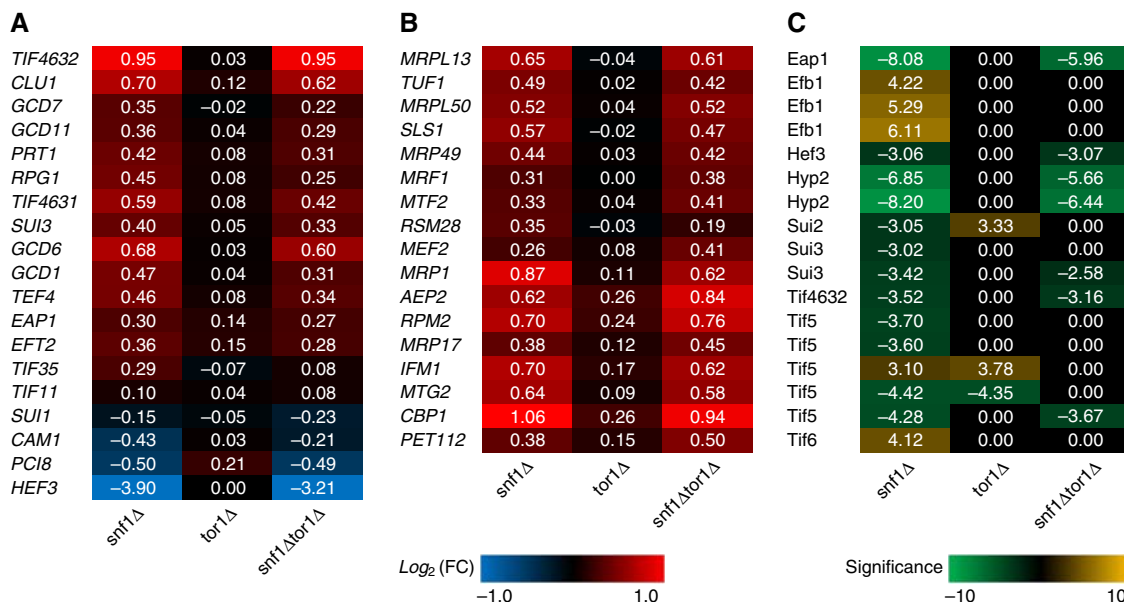 A
TIF4632 0.95 0.03 0.95
CLU1 0.70 0.12 0.62
GCD7 0.35 −0.02 0.22
GCD11 0.36 0.04 0.29
PRT1 0.42 0.08 0.31
RPG1 0.45 0.08 0.25
TIF4631 0.59 0.08 0.42
SUI3 0.40 0.05 0.33
GCD6 0.68 0.03 0.60
GCD1 0.47 0.04 0.31
TEF4 0.46 0.08 0.34
EAP1 0.30 0.14 0.27
EFT2 0.36 0.15 0.28
TIF35 0.29 −0.07 0.08
TIF11 0.10 0.04 0.08
SUI1 −0.15 −0.05 −0.23
CAM1 −0.43 0.03 −0.21
PCI8 −0.50 0.21 −0.49
HEF3 −3.90 0.00 −3.21
snf1Δ tor1Δ snf1Δtor1Δ
B
MRPL13 0.65 −0.04 0.61
TUF1 0.49 0.02 0.42
MRPL50 0.52 0.04 0.52
SLS1 0.57 −0.02 0.47
MRP49 0.44 0.03 0.42
MRF1 0.31 0.00 0.38
MTF2 0.33 0.04 0.41
RSM28 0.35 −0.03 0.19
MEF2 0.26 0.08 0.41
MRP1 0.87 0.11 0.62
AEP2 0.62 0.26 0.84
RPM2 0.70 0.24 0.76
MRP17 0.38 0.12 0.45
IFM1 0.70 0.17 0.62
MTG2 0.64 0.09 0.58
CBP1 1.06 0.26 0.94
PET112 0.38 0.15 0.50
snf1Δ tor1Δ snf1Δtor1Δ
Log2 (FC)
−1.0 1.0
C
Eap1 −8.08 0.00 −5.96
Efb1 4.22 0.00 0.00
Efb1 5.29 0.00 0.00
Efb1 6.11 0.00 0.00
Hef3 −3.06 0.00 −3.07
Hyp2 −6.85 0.00 −5.66
Hyp2 −8.20 0.00 −6.44
Sui2 −3.05 3.33 0.00
Sui3 −3.02 0.00 0.00
Sui3 −3.42 0.00 −2.58
Tif4632 −3.52 0.00 −3.16
Tif5 −3.70 0.00 0.00
Tif5 −3.60 0.00 0.00
Tif5 3.10 3.78 0.00
Tif5 −4.42 −4.35 0.00
Tif5 −4.28 0.00 −3.67
Tif6 4.12 0.00 0.00
snf1Δ tor1Δ snf1Δtor1Δ
Significance
−10 10